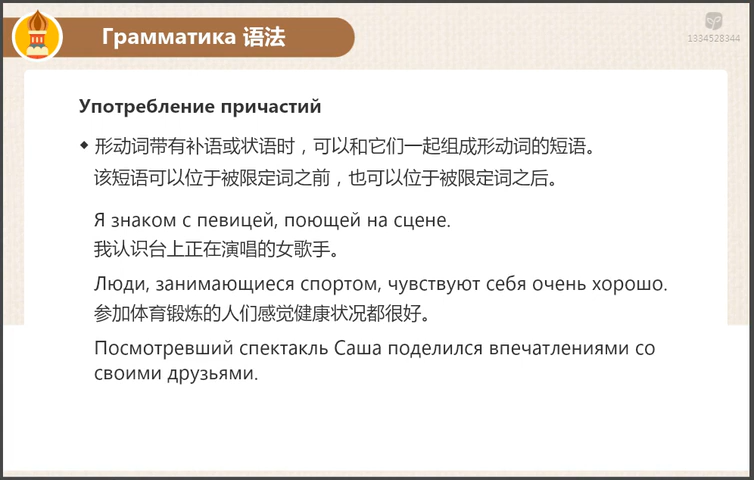 Грамматика 语法
1334528344
Употребление причастий
◆ 形动词带有补语或状语时，可以和它们一起组成形动词的短语。
该短语可以位于被限定词之前，也可以位于被限定词之后。
Я знаком с певицей, поющей на сцене.
我认识台上正在演唱的女歌手。
Люди, занимающиеся спортом, чувствуют себя очень хорошо.
参加体育锻炼的人们感觉健康状况都很好。
Посмотревший спектакль Саша поделился впечатлениями со
своими друзьями.